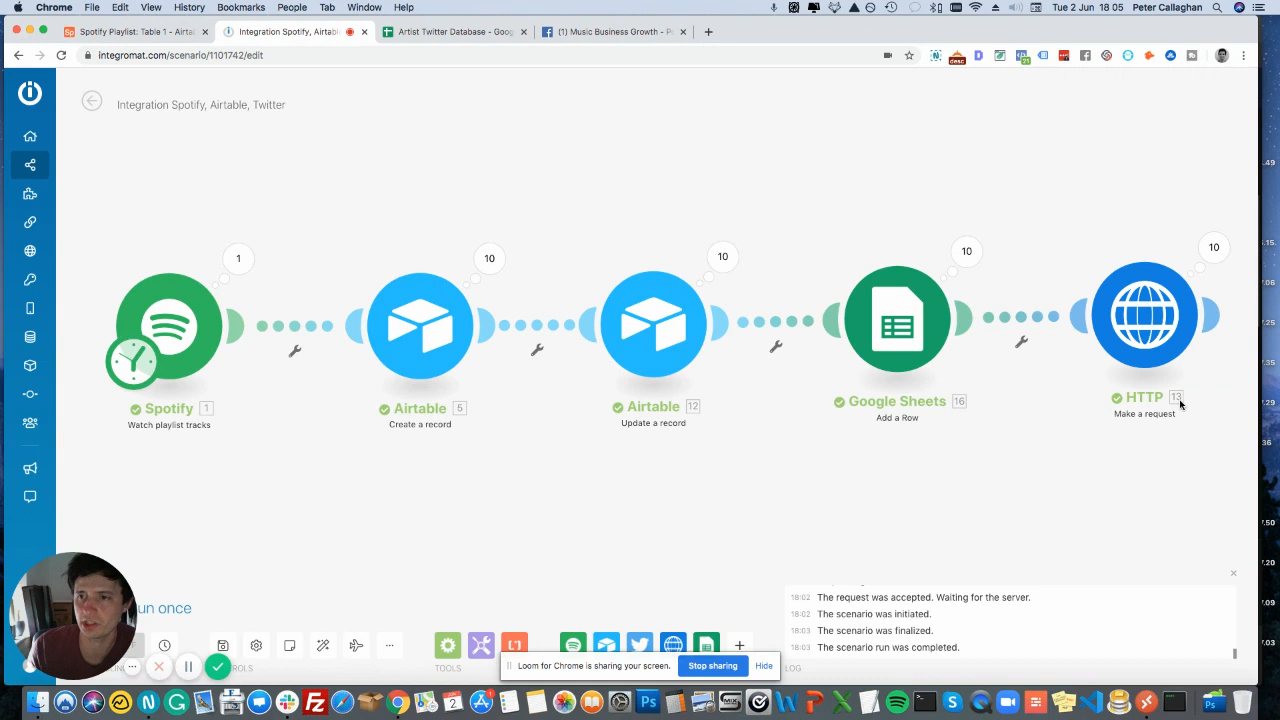 Chrome File Edit View History Bookmarks People Tab Window Help Tue 2 Jun 18:05 Peter Callaghan
Spotify Playlist: Table 1 - Airta Integration Spotify, Airtabl Artist Twitter Database - Goog (1) Music Business Growth - P
integromat.com/scenario/1101742/edit
desc
21
Integration Spotify, Airtable, Twitter
1
10
10
10
10
Spotify 1
Watch playlist tracks
Airtable 5
Create a record
Airtable 12
Update a record
Google Sheets 16
Add a Row
HTTP 13
Make a request
un once
18:02 The request was accepted. Waiting for the server.
18:02 The scenario was initiated.
18:03 The scenario was finalized.
18:03 The scenario run was completed.
ROLS
TOOLS
LOG
Loom for Chrome is sharing your screen. Stop sharing Hide